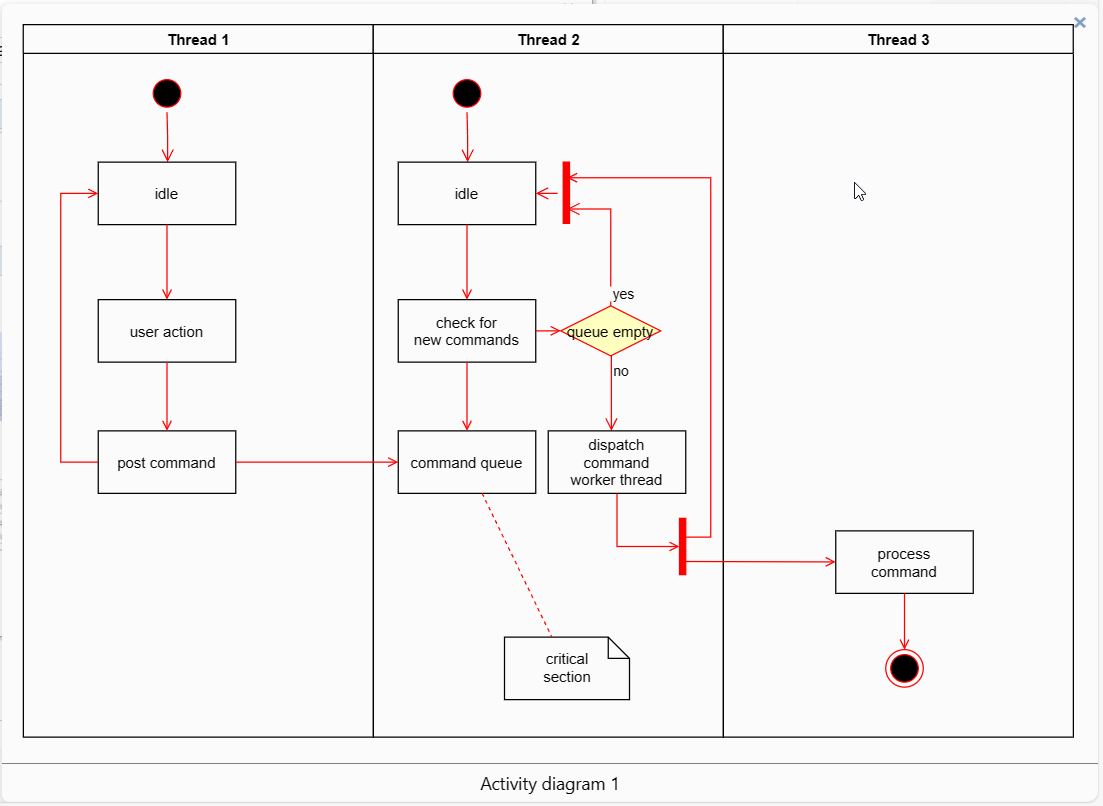 Thread 1
Thread 2
Thread 3
idle
idle
yes
user action
check for
new commands
queue empty
no
post command
command queue
dispatch
command
worker thread
process
command
critical
section
Activity diagram 1